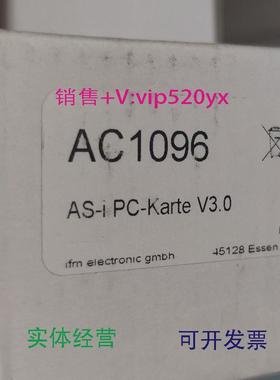 销售+V:vip520yx
AC1096
AS-i PC-Karte V3.0
ifm electronic gmbh
45128 Essen
实体经营
可开发票